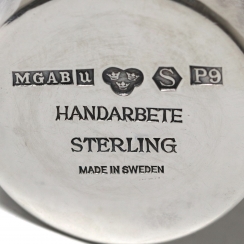 MGAB u S P9
HANDARBETE
STERLING
MADE IN SWEDEN